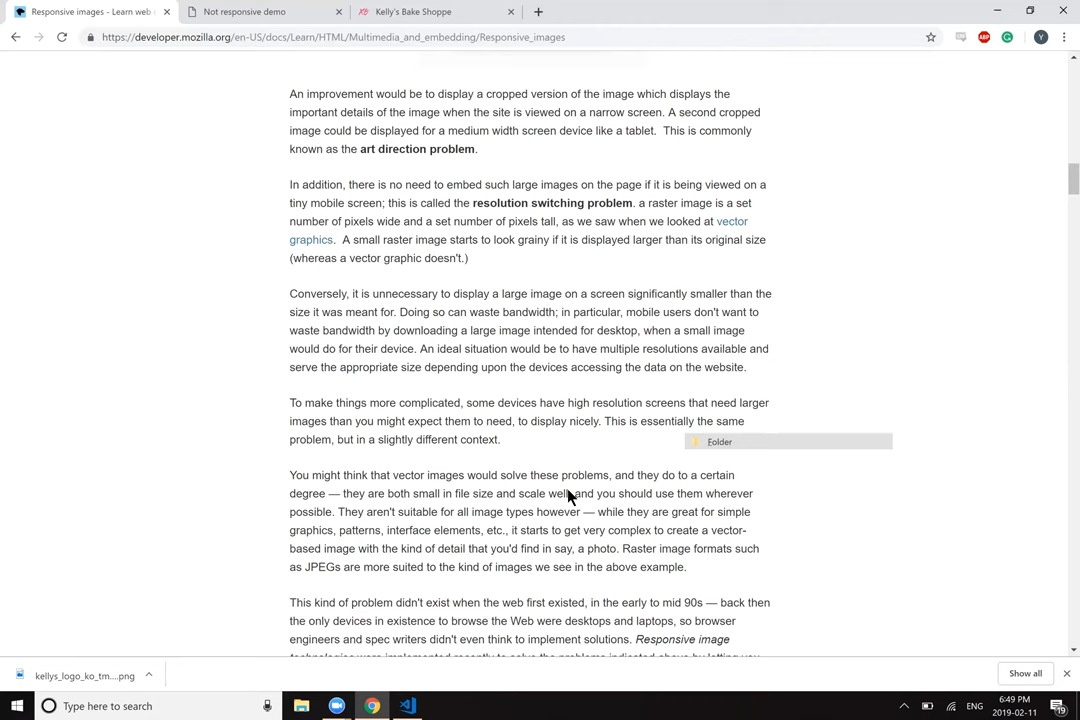 Responsive images - Learn web
Not responsive demo
Kelly's Bake Shoppe
https://developer.mozilla.org/en-US/docs/Learn/HTML/Multimedia_and_embedding/Responsive_images
ABP
Y
An improvement would be to display a cropped version of the image which displays the
important details of the image when the site is viewed on a narrow screen. A second cropped
image could be displayed for a medium width screen device like a tablet.  This is commonly
known as the art direction problem.
In addition, there is no need to embed such large images on the page if it is being viewed on a
tiny mobile screen; this is called the resolution switching problem. a raster image is a set
number of pixels wide and a set number of pixels tall, as we saw when we looked at vector
graphics.  A small raster image starts to look grainy if it is displayed larger than its original size
(whereas a vector graphic doesn't.)
Conversely, it is unnecessary to display a large image on a screen significantly smaller than the
size it was meant for. Doing so can waste bandwidth; in particular, mobile users don't want to
waste bandwidth by downloading a large image intended for desktop, when a small image
would do for their device. An ideal situation would be to have multiple resolutions available and
serve the appropriate size depending upon the devices accessing the data on the website.
To make things more complicated, some devices have high resolution screens that need larger
images than you might expect them to need, to display nicely. This is essentially the same
problem, but in a slightly different context.
Folder
You might think that vector images would solve these problems, and they do to a certain
degree — they are both small in file size and scale well, and you should use them wherever
possible. They aren't suitable for all image types however — while they are great for simple
graphics, patterns, interface elements, etc., it starts to get very complex to create a vector-
based image with the kind of detail that you'd find in say, a photo. Raster image formats such
as JPEGs are more suited to the kind of images we see in the above example.
This kind of problem didn't exist when the web first existed, in the early to mid 90s — back then
the only devices in existence to browse the Web were desktops and laptops, so browser
engineers and spec writers didn't even think to implement solutions. Responsive image
kellys_logo_ko_tm....png
Show all
Type here to search
ENG
6:49 PM
2019-02-11
19